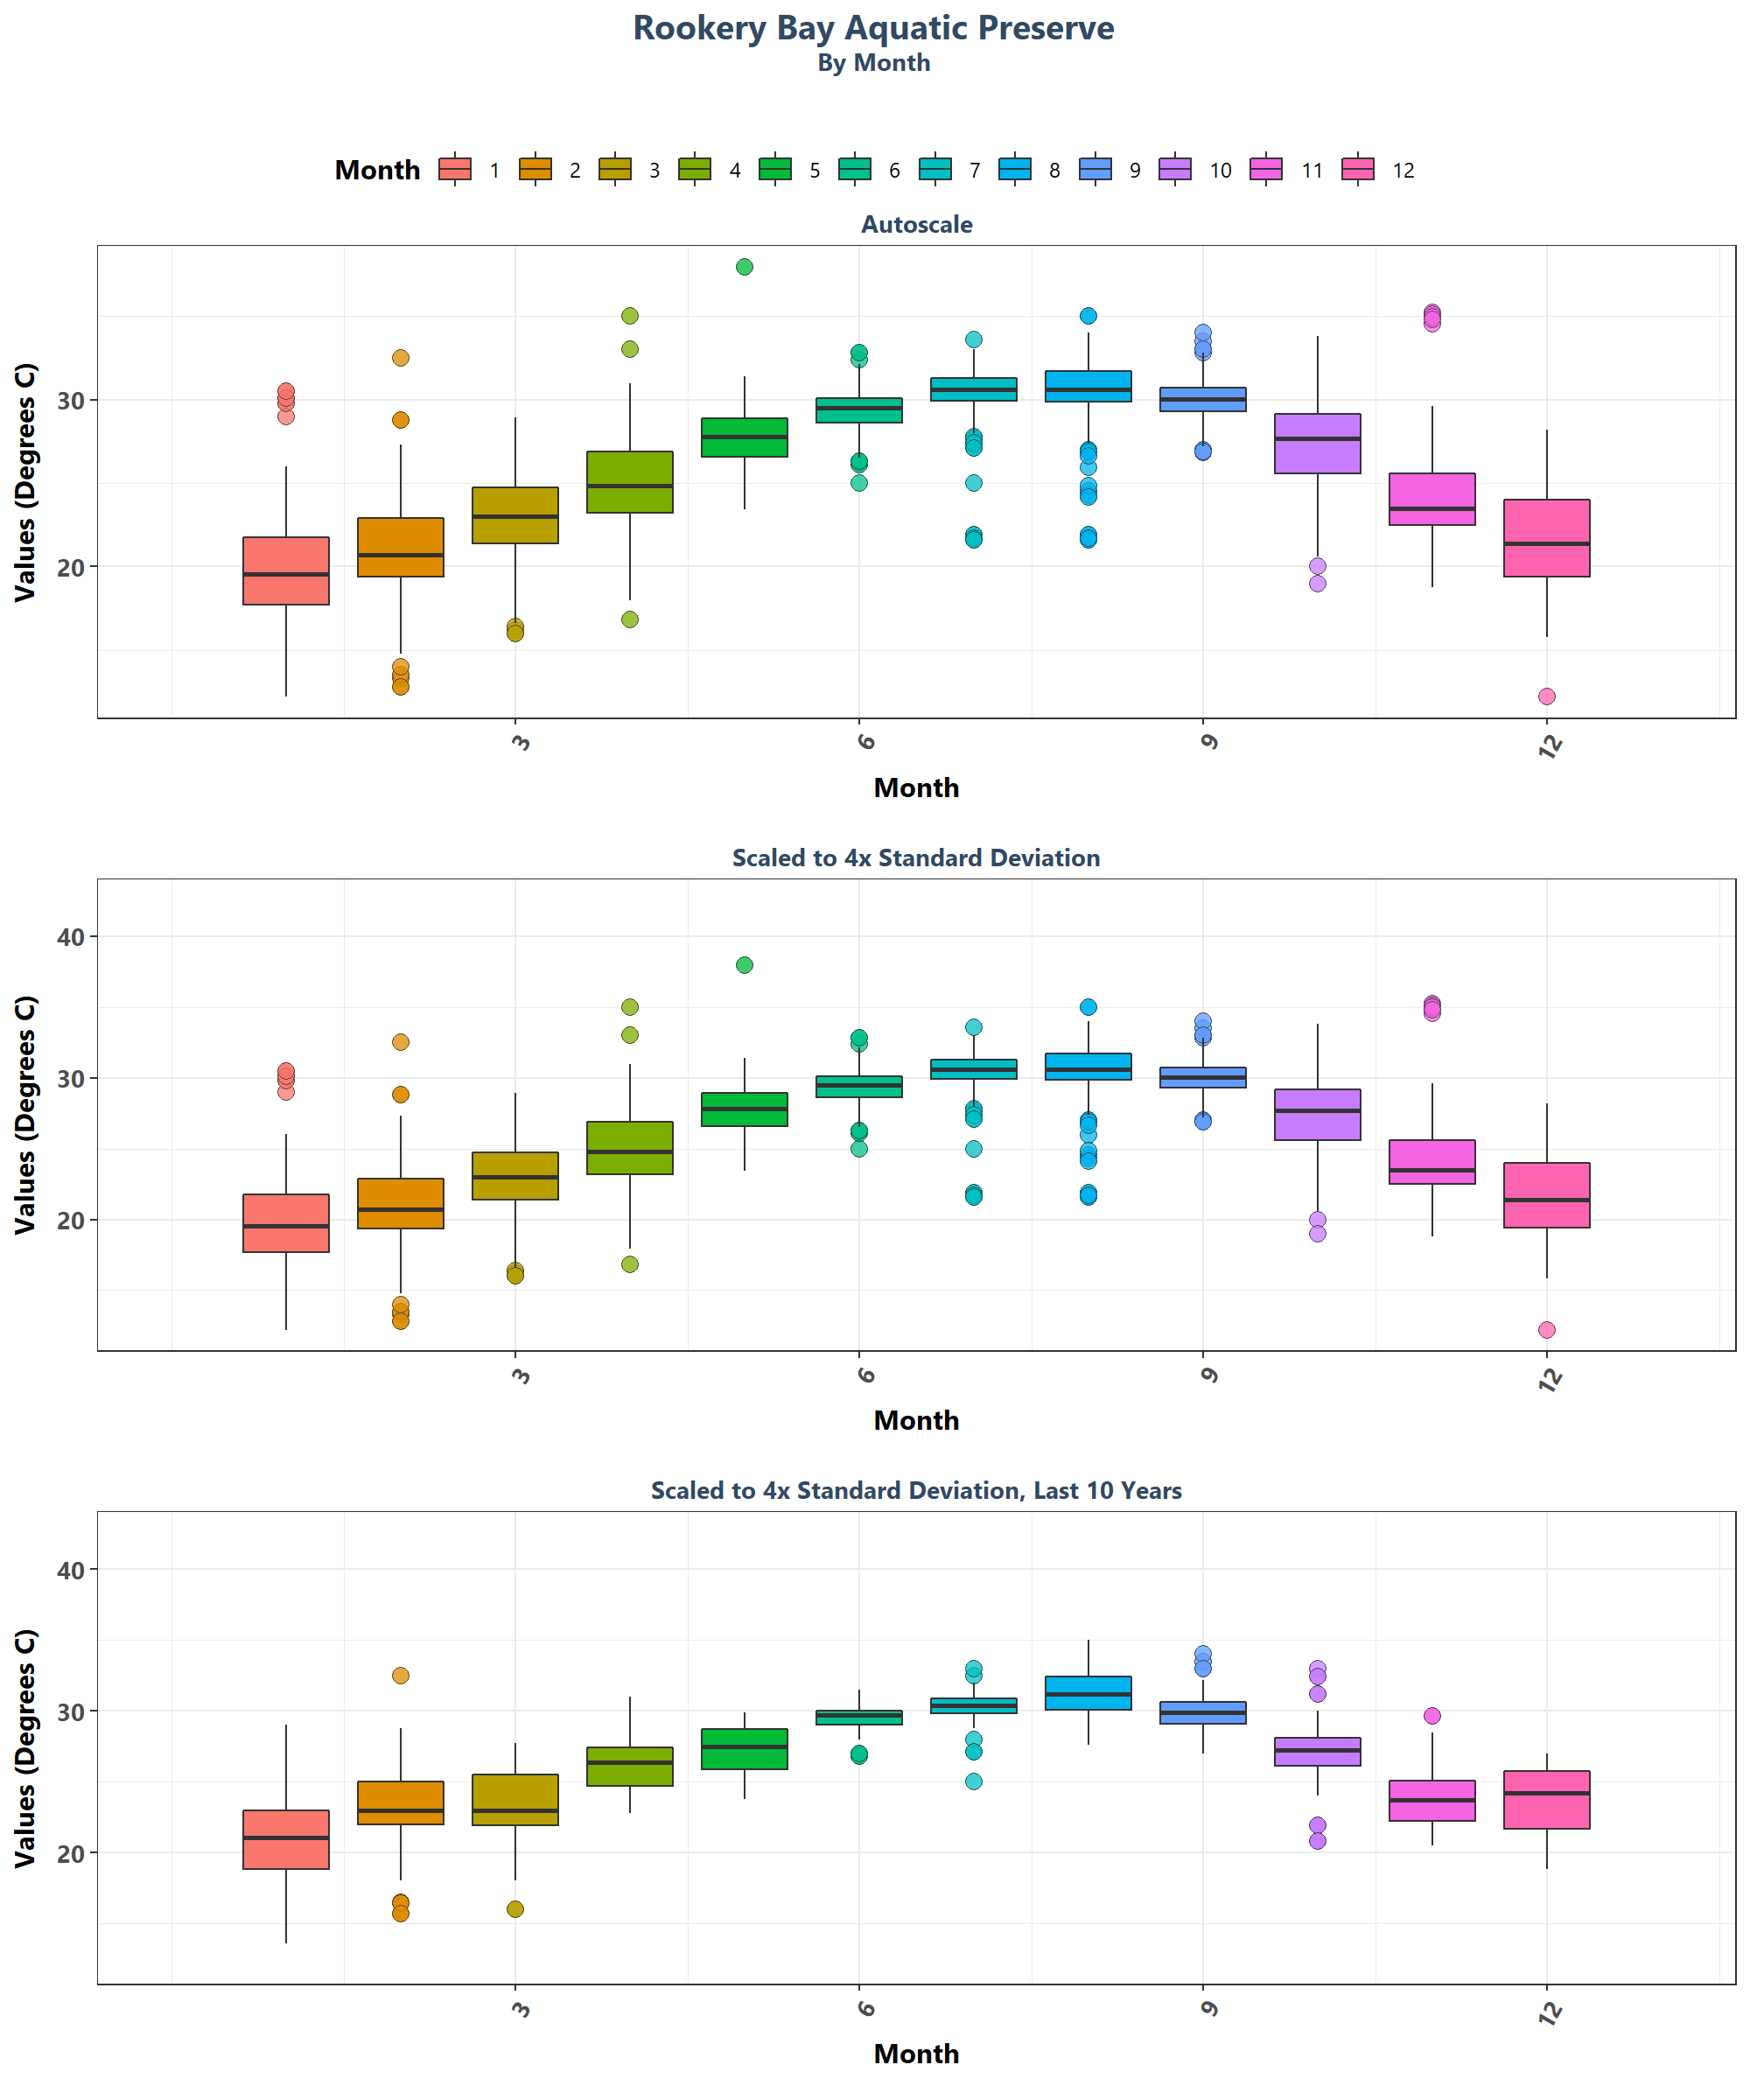 Rookery Bay Aquatic Preserve
By Month
Month 1 2 3 4 5 6 7 8 9 10 11 12
Autoscale
Values (Degrees C)
30
20
3 6 9 12
Month
Scaled to 4x Standard Deviation
Values (Degrees C)
40
30
20
3 6 9 12
Month
Scaled to 4x Standard Deviation, Last 10 Years
Values (Degrees C)
40
30
20
3 6 9 12
Month